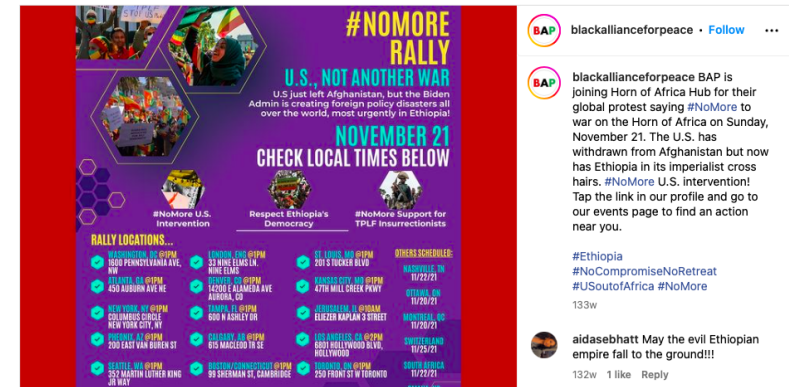 #NOMORE
RALLY
U.S., NOT ANOTHER WAR
U.S just left Afghanistan, but the Biden
Admin is creating foreign policy disasters all
over the world, most urgently in Ethiopia!
NOVEMBER 21
CHECK LOCAL TIMES BELOW
#NoMore U.S.
Intervention
Respect Ethiopia's
Democracy
#NoMore Support for
TPLF Insurrectionists
RALLY LOCATIONS...
WASHINGTON, DC @1PM
1600 PENNSYLVANIA AVE,
NW
ATLANTA, GA @1PM
450 AUBURN AVE NE
NEW YORK, NY @1PM
COLUMBUS CIRCLE
NEW YORK CITY, NY
PHEONIX, AZ @1PM
200 EAST VAN BUREN ST
SEATTLE, WA @1PM
352 MARTIN LUTHER KING
JR WAY
LONDON, ENG @1PM
33 NINE ELMS LN.
NINE ELMS
DENVER, CO @1PM
14200 E ALAMEDA AVE
AURORA, CO
TAMPA, FL @1PM
600 N ASHLEY DR
CALGARY, AB @1PM
615 MACLEOD TR SE
BOSTON/CONNECTICUT @1PM
99 SHERMAN ST, CAMBRIDGE
ST. LOUIS, MO @1PM
201 S TUCKER BLVD
KANSAS CITY, MO @1PM
4711 MILL CREEK PKWY
JERUSALEM, IL @10AM
ELIEZER KAPLAN 3 STREET
LOS ANGELES, CA @2PM
6801 HOLLYWOOD BLVD,
HOLLYWOOD
TORONTO, ON @1PM
250 FRONT ST W TORONTO
OTHERS SCHEDULED:
NASHVILLE, TN
11/22/21
OTTAWA, ON
11/20/21
MONTREAL, QC
11/20/21
SWITZERLAND
11/25/21
SOUTH AFRICA
11/22/21
BAP
blackallianceforpeace • Follow
BAP
blackallianceforpeace BAP is
joining Horn of Africa Hub for their
global protest saying #NoMore to
war on the Horn of Africa on Sunday,
November 21. The U.S. has
withdrawn from Afghanistan but now
has Ethiopia in its imperialist cross
hairs. #NoMore U.S. intervention!
Tap the link in our profile and go to
our events page to find an action
near you.
#Ethiopia
#NoCompromiseNoRetreat
#USoutofAfrica #NoMore
133w
aidasebhatt May the evil Ethiopian
empire fall to the ground!!!
132w 1 like Reply